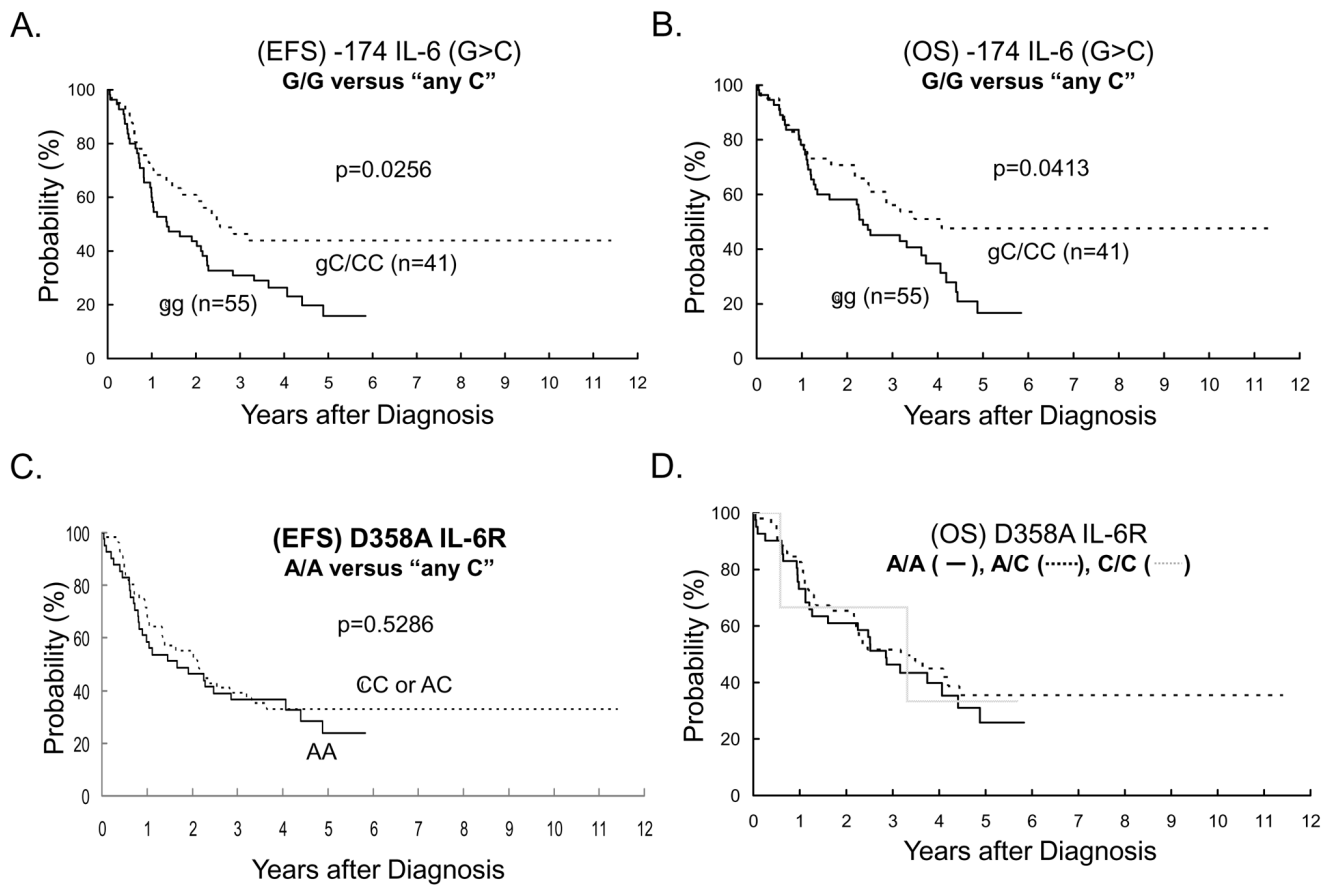 A.
(EFS) -174 IL-6 (G>C)
G/G versus “any C”
Probability (%)
100
80
60
40
20
0
p=0.0256
gC/CC (n=41)
gg (n=55)
0 1 2 3 4 5 6 7 8 9 10 11 12
Years after Diagnosis
B.
(OS) -174 IL-6 (G>C)
G/G versus “any C”
Probability (%)
100
80
60
40
20
0
p=0.0413
gC/CC (n=41)
gg (n=55)
0 1 2 3 4 5 6 7 8 9 10 11 12
Years after Diagnosis
C.
(EFS) D358A IL-6R
A/A versus “any C”
Probability (%)
100
80
60
40
20
0
p=0.5286
CC or AC
AA
0 1 2 3 4 5 6 7 8 9 10 11 12
Years after Diagnosis
D.
(OS) D358A IL-6R
A/A ( ), A/C ( ), C/C ( )
Probability (%)
100
80
60
40
20
0
0 1 2 3 4 5 6 7 8 9 10 11 12
Years after Diagnosis